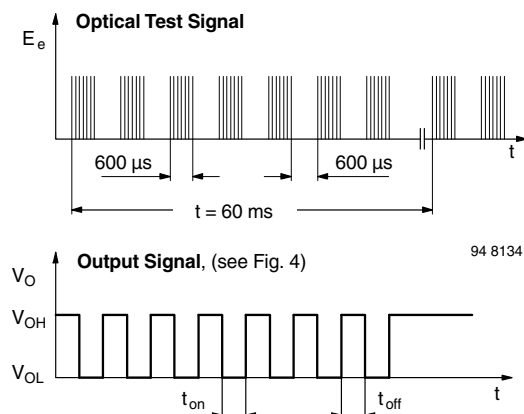 Optical Test Signal
E e
t
600 µs
600 µs
t = 60 ms
94 8134
Output Signal, (see Fig. 4)
V O
V OH
V OL
t on
t off
t